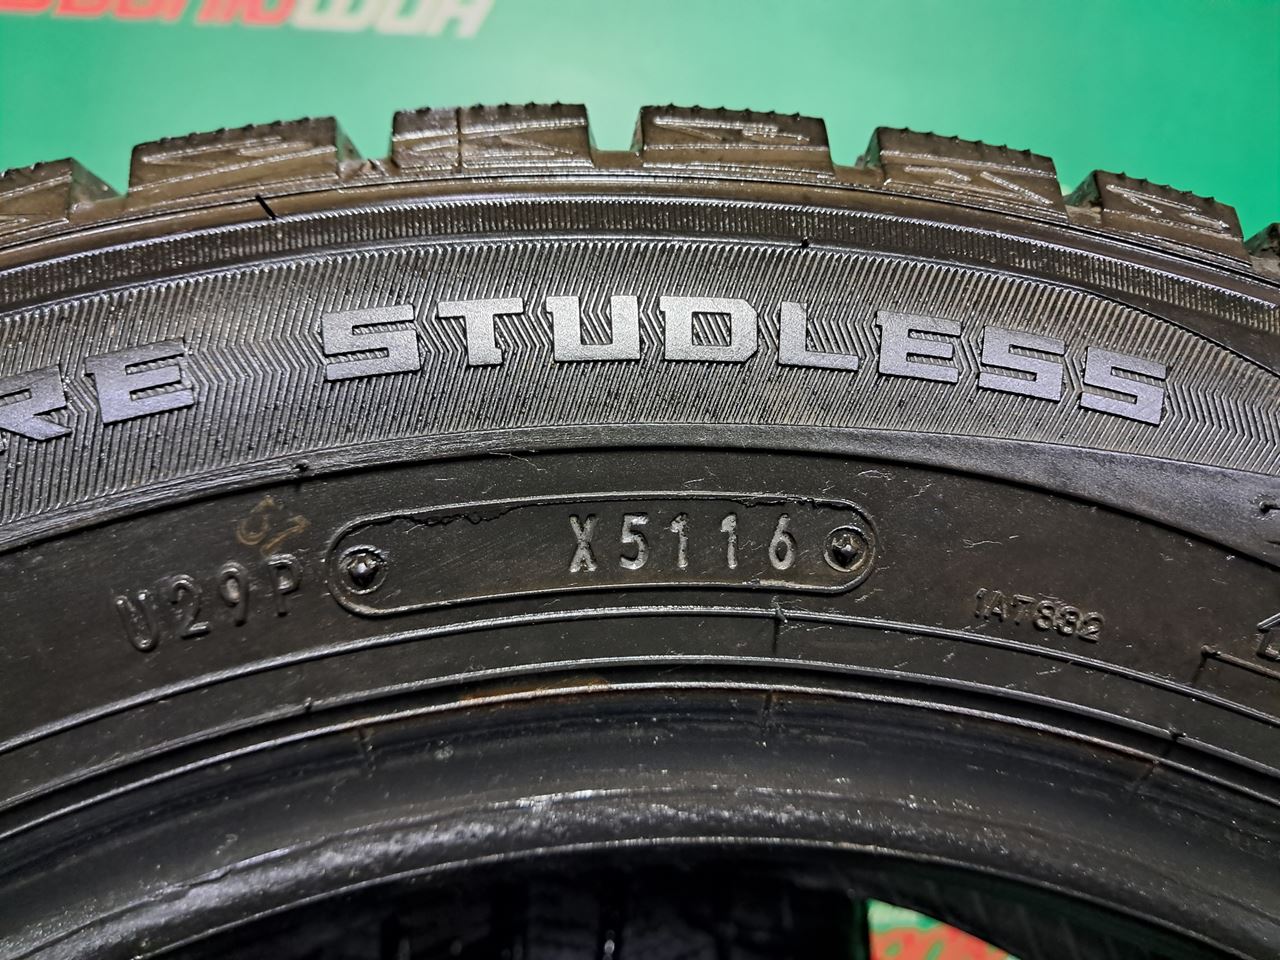 RE STUDLESS
X5116
U29P
1A7832